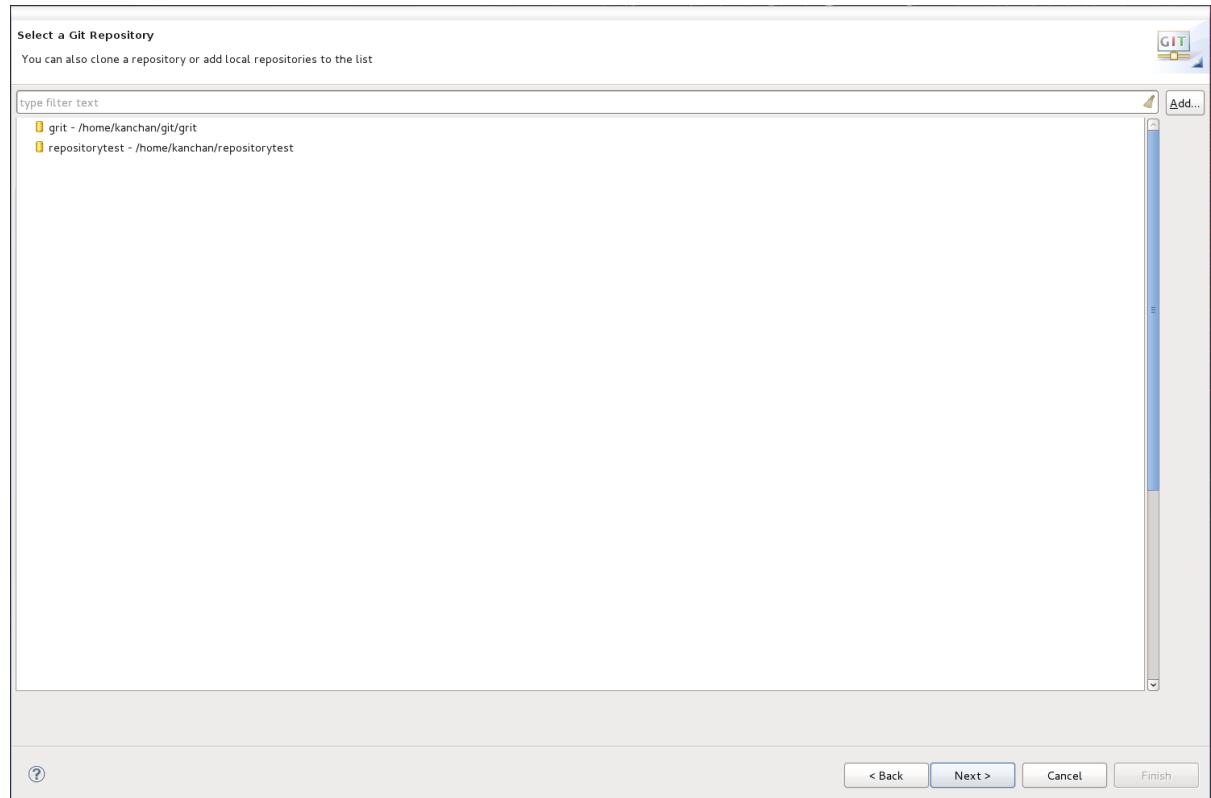 Select a Git Repository
You can also clone a repository or add local repositories to the list
GIT
type filter text
Add...
grit - /home/kanchan/git/grit
repositorytest - /home/kanchan/repositorytest
?
< Back
Next >
Cancel
Finish